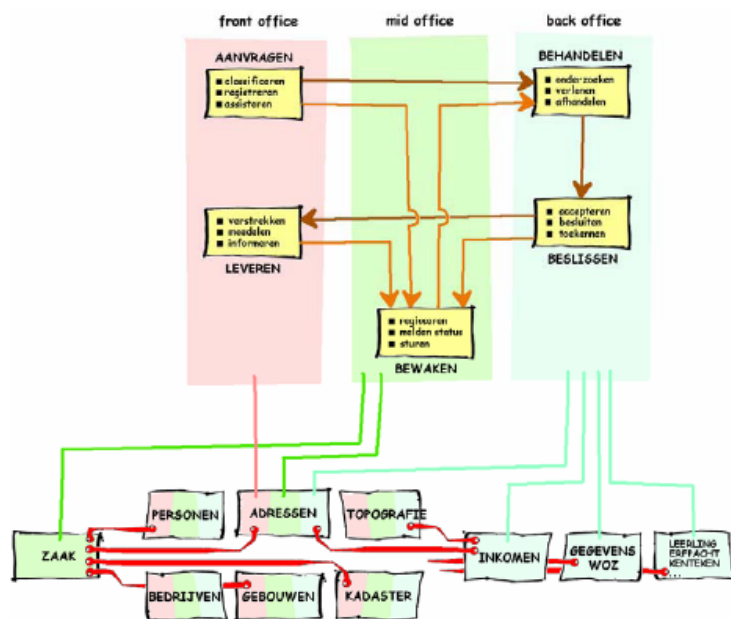 front office
mid office
back office
AANVRAGEN
■ classificeren
■ registreren
■ assisteren
BEHANDELEN
■ onderzoeken
■ verlenen
■ afhandelen
■ verstrekken
■ meedelen
■ informeren
LEVEREN
■ accepteren
■ besluiten
■ toekennen
BESLISSEN
■ regisseren
■ melden status
■ sturen
BEWAKEN
PERSONEN
ADRESSEN
TOPOGRAFIE
ZAAK
INKOMEN
GEGEVENS
WOZ
LEERLING
ERFPACHT
KENTEKEN
...
BEDRIJVEN
GEBOUWEN
KADASTER